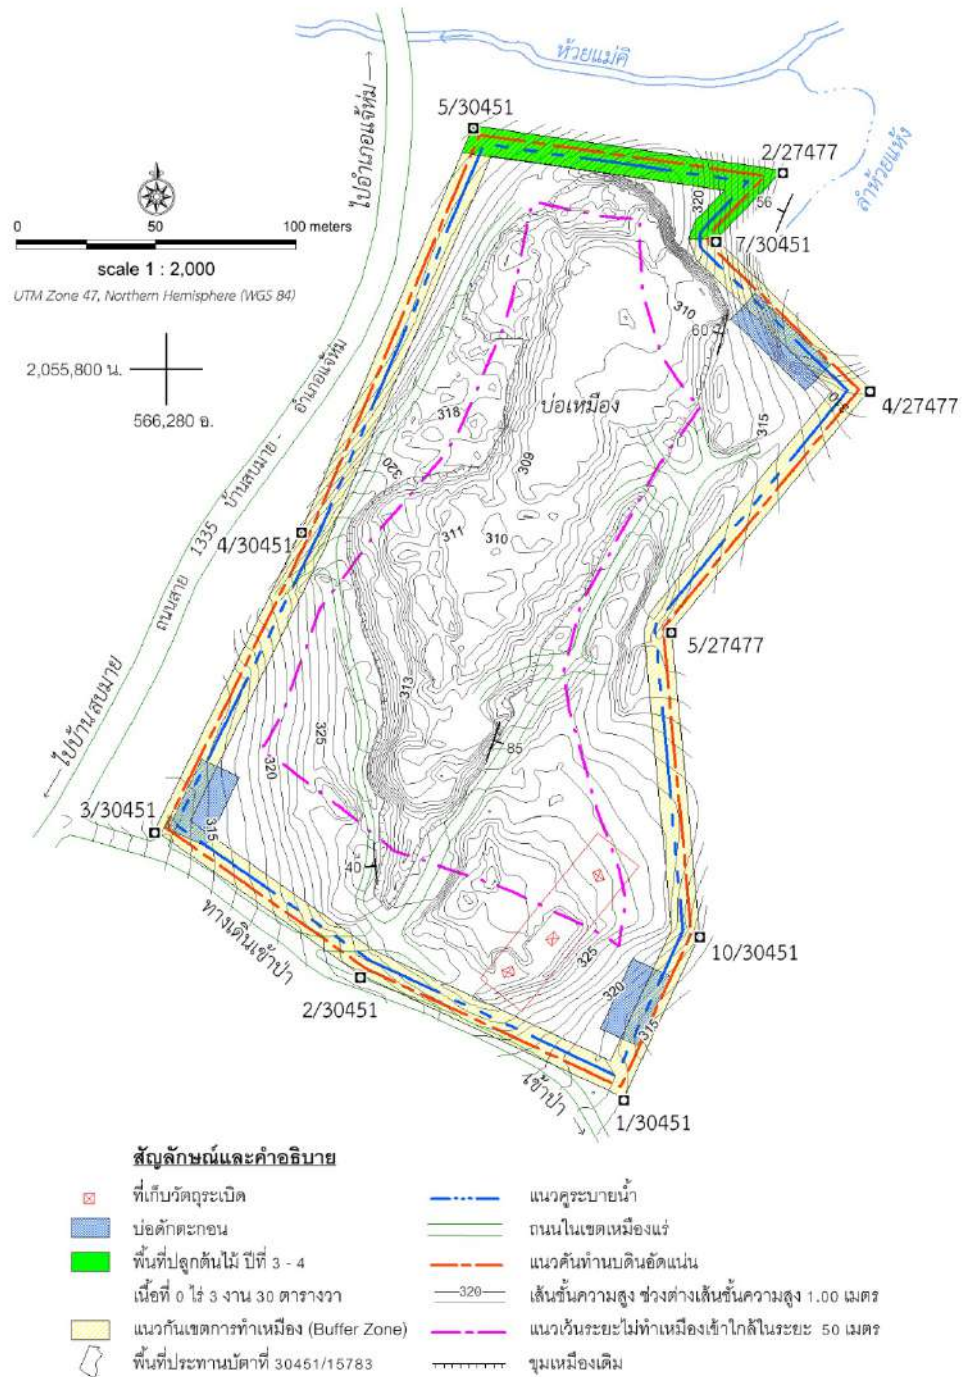 ห้วยแม่คิ
ลำห้วยแห้ง
ไปอำเภอแจ้ห่ม
5/30451
2/27477
56
320
7/30451
0 50 100 meters
scale 1 : 2,000
UTM Zone 47, Northern Hemisphere (WGS 84)
310
60
2,055,800 น.
566,280 อ.
อำเภอแจ้ห่ม
บ่อเหมือง
4/27477
318
315
320
309
1335 บ้านสบมาย -
311
310
4/30451
ถนนสาย
5/27477
313
ไปบ้านสบมาย
325
320
85
3/30451
315
40
ทางเดินเข้าป่า
10/30451
325
320
2/30451
315
เข้าป่า
1/30451
สัญลักษณ์และคำอธิบาย
ที่เก็บวัตถุระเบิด
แนวคูระบายน้ำ
บ่อดักตะกอน
ถนนในเขตเหมืองแร่
พื้นที่ปลูกต้นไม้ ปีที่ 3 - 4
แนวคันทำนบดินอัดแน่น
เนื้อที่ 0 ไร่ 3 งาน 30 ตารางวา
320
เส้นชั้นความสูง ช่วงต่างเส้นชั้นความสูง 1.00 เมตร
แนวกันเขตการทำเหมือง (Buffer Zone)
แนวเว้นระยะไม่ทำเหมืองเข้าใกล้ในระยะ 50 เมตร
พื้นที่ประทานบัตรที่ 30451/15783
ขุมเหมืองเดิม